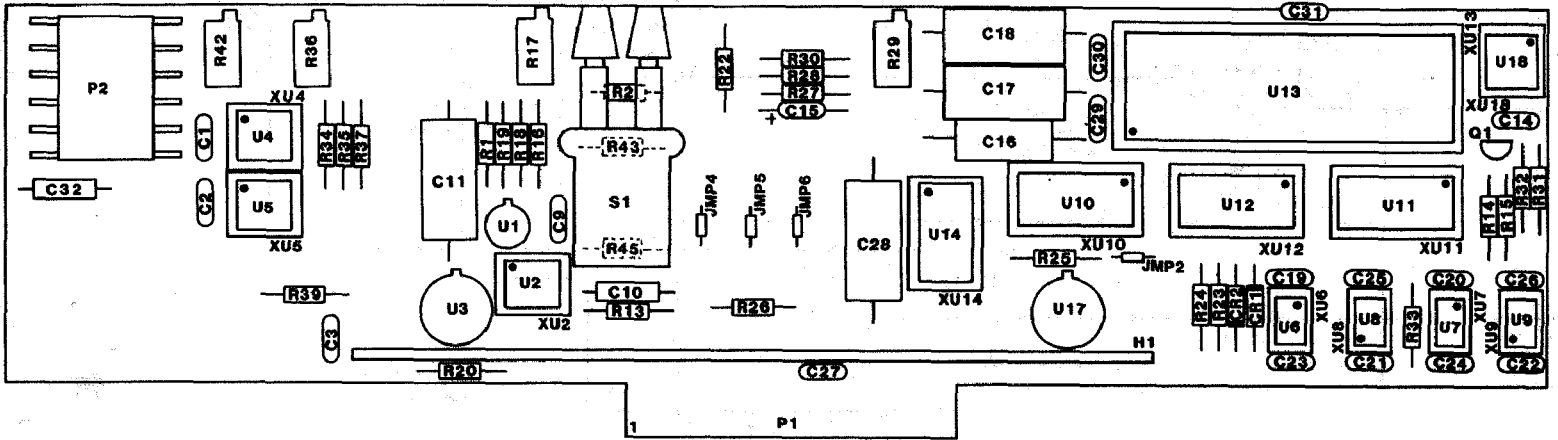 R42
R36
R17
R22
R30
R28
R27
+
C15
R29
C18
C17
C16
C30
C29
C31
U13
XU13
U18
XU18
C14
Q1
P2
XU4
C1
U4
R34
R35
R37
C11
R1
R19
R18
R16
R2
R43
S1
R45
C32
C2
U5
XU5
U1
C9
JMP4
JMP5
JMP6
C28
U14
XU14
U10
XU10
U12
XU12
U11
XU11
R14
R15
R32
R31
R39
C3
U3
U2
XU2
C10
R13
R26
R25
JMP2
U17
H1
R24
R23
CR2
CR1
C19
U6
XU6
C23
C25
U8
XU8
C21
R33
C20
U7
XU7
C24
C26
U9
XU9
C22
R20
C27
1
P1